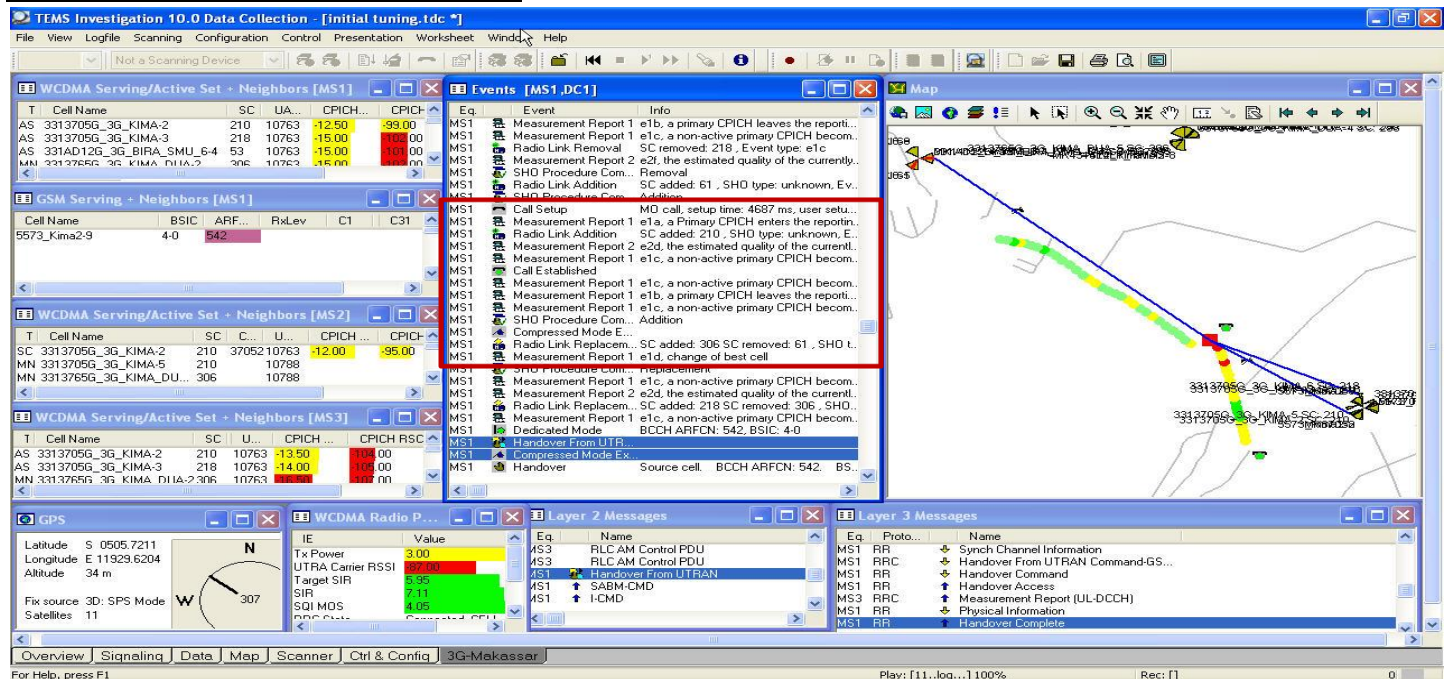 TEMS Investigation 10.0 Data Collection - [initial tuning.tdc *]
File View Logfile Scanning Configuration Control Presentation Worksheet Window Help
Not a Scanning Device
WCDMA Serving/Active Set + Neighbors [MS1]
T Cell Name SC UA... CPICH... CPICH
AS 3313705G_3G_KIMA-2 210 10763 -12.50 -99.00
AS 3313705G_3G_KIMA-3 218 10763 -15.00 -102.00
AS 331AD12G_3G_BIRA_SMU_6-4 53 10763 -15.00 -101.00
MN 3313765G_3G_KIMA_DUA-2 306 10763 -15.00
GSM Serving + Neighbors [MS1]
Cell Name BSIC ARF... RxLev C1 C31
5573_Kima2-9 4-0 542
WCDMA Serving/Active Set + Neighbors [MS2]
T Cell Name SC C... U... CPICH ... CPICH
SC 3313705G_3G_KIMA-2 210 37052 10763 -12.00 -95.00
MN 3313705G_3G_KIMA-5 210 10788
MN 3313765G_3G_KIMA_DU... 306 10788
WCDMA Serving/Active Set + Neighbors [MS3]
T Cell Name SC U... CPICH ... CPICH RSC
AS 3313705G_3G_KIMA-2 210 10763 -13.50 -104.00
AS 3313705G_3G_KIMA-3 218 10763 -14.00 -105.00
MN 3313765G_3G_KIMA_DUA-2 306 10763 -16.50 -107.00
Events [MS1,DC1]
Eq. Event Info
MS1 Measurement Report 1 e1b, a primary CPICH leaves the reporti...
MS1 Measurement Report 1 e1c, a non-active primary CPICH becom..
MS1 Radio Link Removal SC removed: 218 , Event type: e1c
MS1 Measurement Report 2 e2f, the estimated quality of the currently..
MS1 SHO Procedure Com... Removal
MS1 Radio Link Addition SC added: 61 , SHO type: unknown, Ev..
MS1 SHO Procedure Com... Addition
MS1 Call Setup MO call, setup time: 4687 ms, user setu...
MS1 Measurement Report 1 e1a, a Primary CPICH enters the reportin..
MS1 Radio Link Addition SC added: 210 , SHO type: unknown, E..
MS1 Measurement Report 2 e2d, the estimated quality of the currentl..
MS1 Measurement Report 1 e1c, a non-active primary CPICH becom..
MS1 Call Established
MS1 Measurement Report 1 e1c, a non-active primary CPICH becom..
MS1 Measurement Report 1 e1b, a primary CPICH leaves the reporti...
MS1 Measurement Report 1 e1c, a non-active primary CPICH becom..
MS1 SHO Procedure Com... Addition
MS1 Compressed Mode E...
MS1 Radio Link Replacem... SC added: 306 SC removed: 61 , SHO t..
MS1 Measurement Report 1 e1d, change of best cell
MS1 SHO Procedure Com... Replacement
MS1 Measurement Report 1 e1c, a non-active primary CPICH becom..
MS1 Measurement Report 2 e2d, the estimated quality of the currentl..
MS1 Radio Link Replacem... SC added: 218 SC removed: 306 , SHO...
MS1 Measurement Report 1 e1c, a non-active primary CPICH becom..
MS1 Dedicated Mode BCCH ARFCN: 542, BSIC: 4-0
MS1 Handover From UTR...
MS1 Compressed Mode Ex...
MS1 Handover Source cell. BCCH ARFCN: 542. BS..
Map
GPS
Latitude S 0505.7211
Longitude E 11929.6204
Altitude 34 m
Fix source 3D: SPS Mode
Satellites 11
N
W
307
WCDMA Radio P...
IE Value
Tx Power 3.00
UTRA Carrier RSSI -87.00
Target SIR 5.95
SIR 7.11
SQI MOS 4.05
Layer 2 Messages
Eq. Name
MS3 RLC AM Control PDU
MS3 RLC AM Control PDU
MS1 Handover From UTRAN
MS1 SABM-CMD
MS1 I-CMD
Layer 3 Messages
Eq. Proto... Name
MS1 RR Synch Channel Information
MS1 RRC Handover From UTRAN Command-GS...
MS1 RR Handover Command
MS1 RR Handover Access
MS3 RRC Measurement Report (UL-DCCH)
MS1 RR Physical Information
MS1 RR Handover Complete
Overview Signaling Data Map Scanner Ctrl & Config 3G-Makassar
For Help, press F1 Play: [11..log...] 100% Rec: [] 0